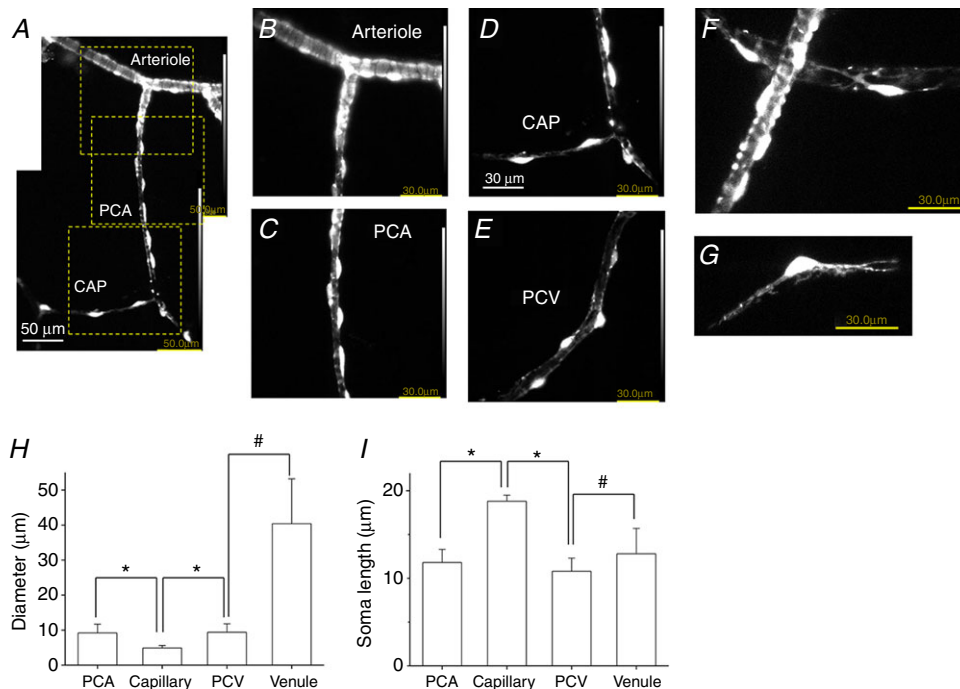 A
Arteriole
50.0μm
PCA
CAP
50 μm
50.0μm
B
Arteriole
30.0μm
C
PCA
30.0μm
D
CAP
30 μm
30.0μm
E
PCV
30.0μm
F
30.0μm
G
30.0μm
H
Diameter (μm)
50
40
30
20
10
0
* * #
PCA Capillary PCV Venule
I
Soma length (μm)
20
10
0
* * #
PCA Capillary PCV Venule